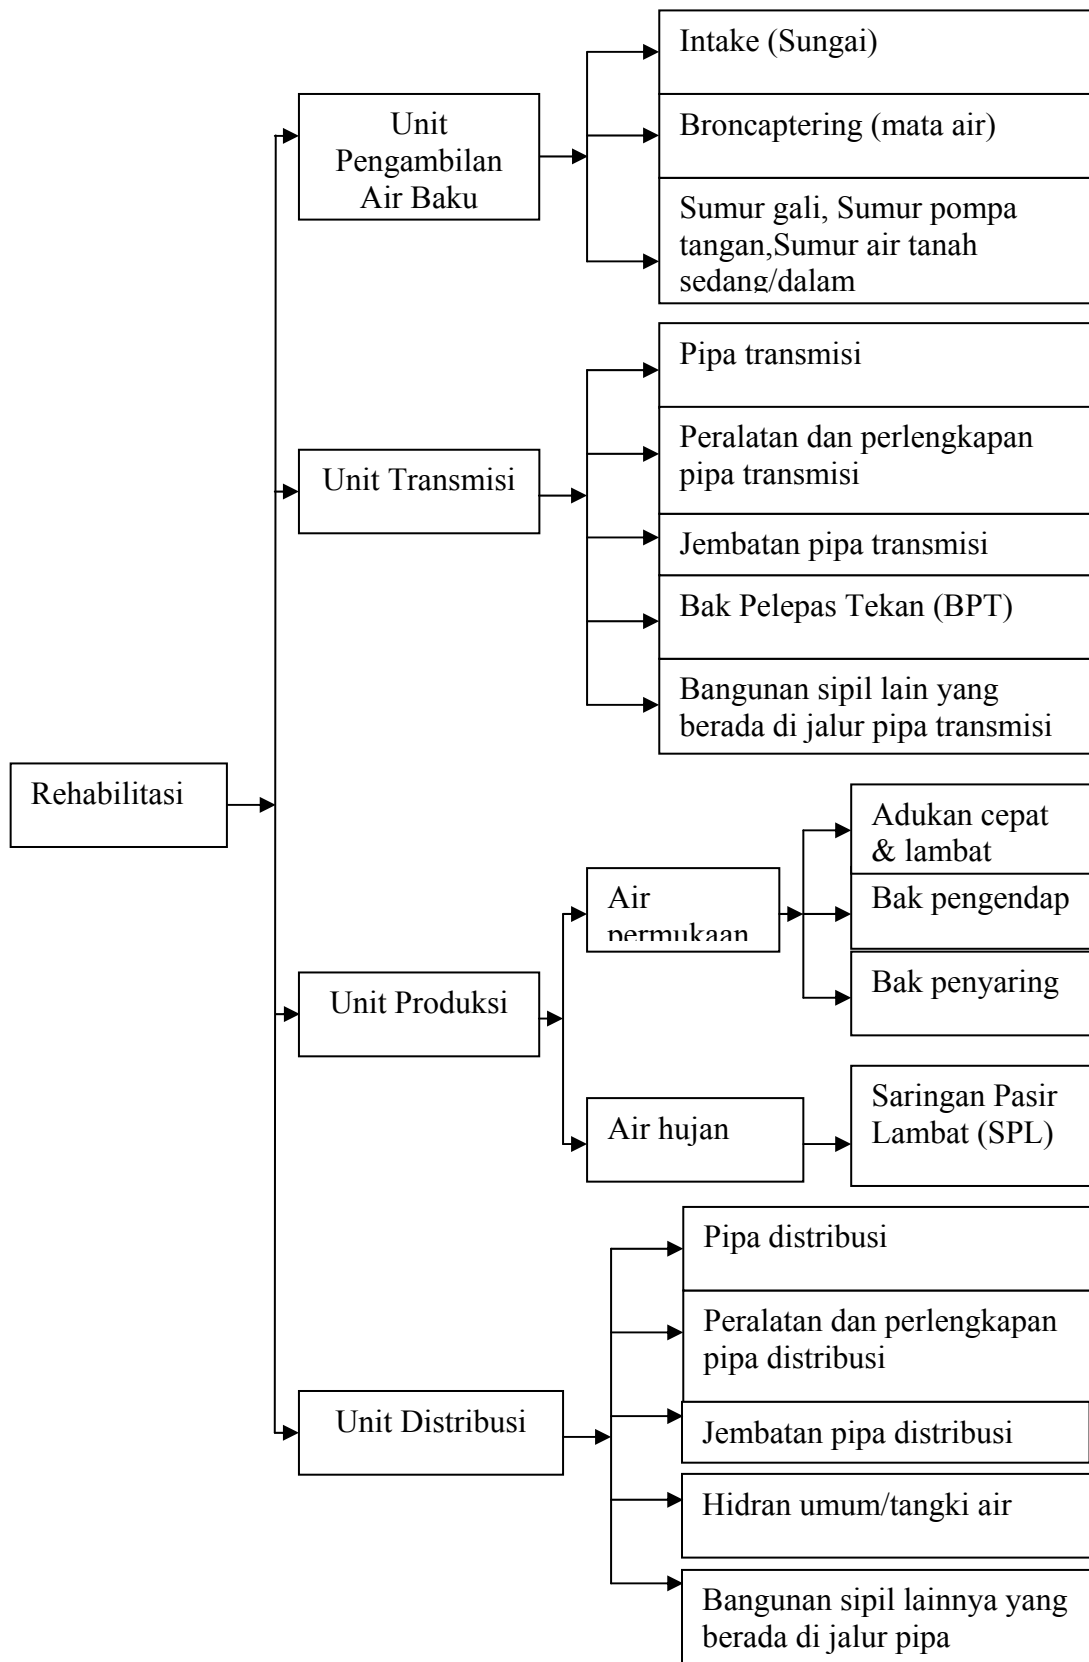 Rehabilitasi
Unit
Pengambilan
Air Baku
Intake (Sungai)
Broncaptering (mata air)
Sumur gali, Sumur pompa
tangan,Sumur air tanah
sedang/dalam
Unit Transmisi
Pipa transmisi
Peralatan dan perlengkapan
pipa transmisi
Jembatan pipa transmisi
Bak Pelepas Tekan (BPT)
Bangunan sipil lain yang
berada di jalur pipa transmisi
Unit Produksi
Air
permukaan
Adukan cepat
& lambat
Bak pengendap
Bak penyaring
Air hujan
Saringan Pasir
Lambat (SPL)
Unit Distribusi
Pipa distribusi
Peralatan dan perlengkapan
pipa distribusi
Jembatan pipa distribusi
Hidran umum/tangki air
Bangunan sipil lainnya yang
berada di jalur pipa